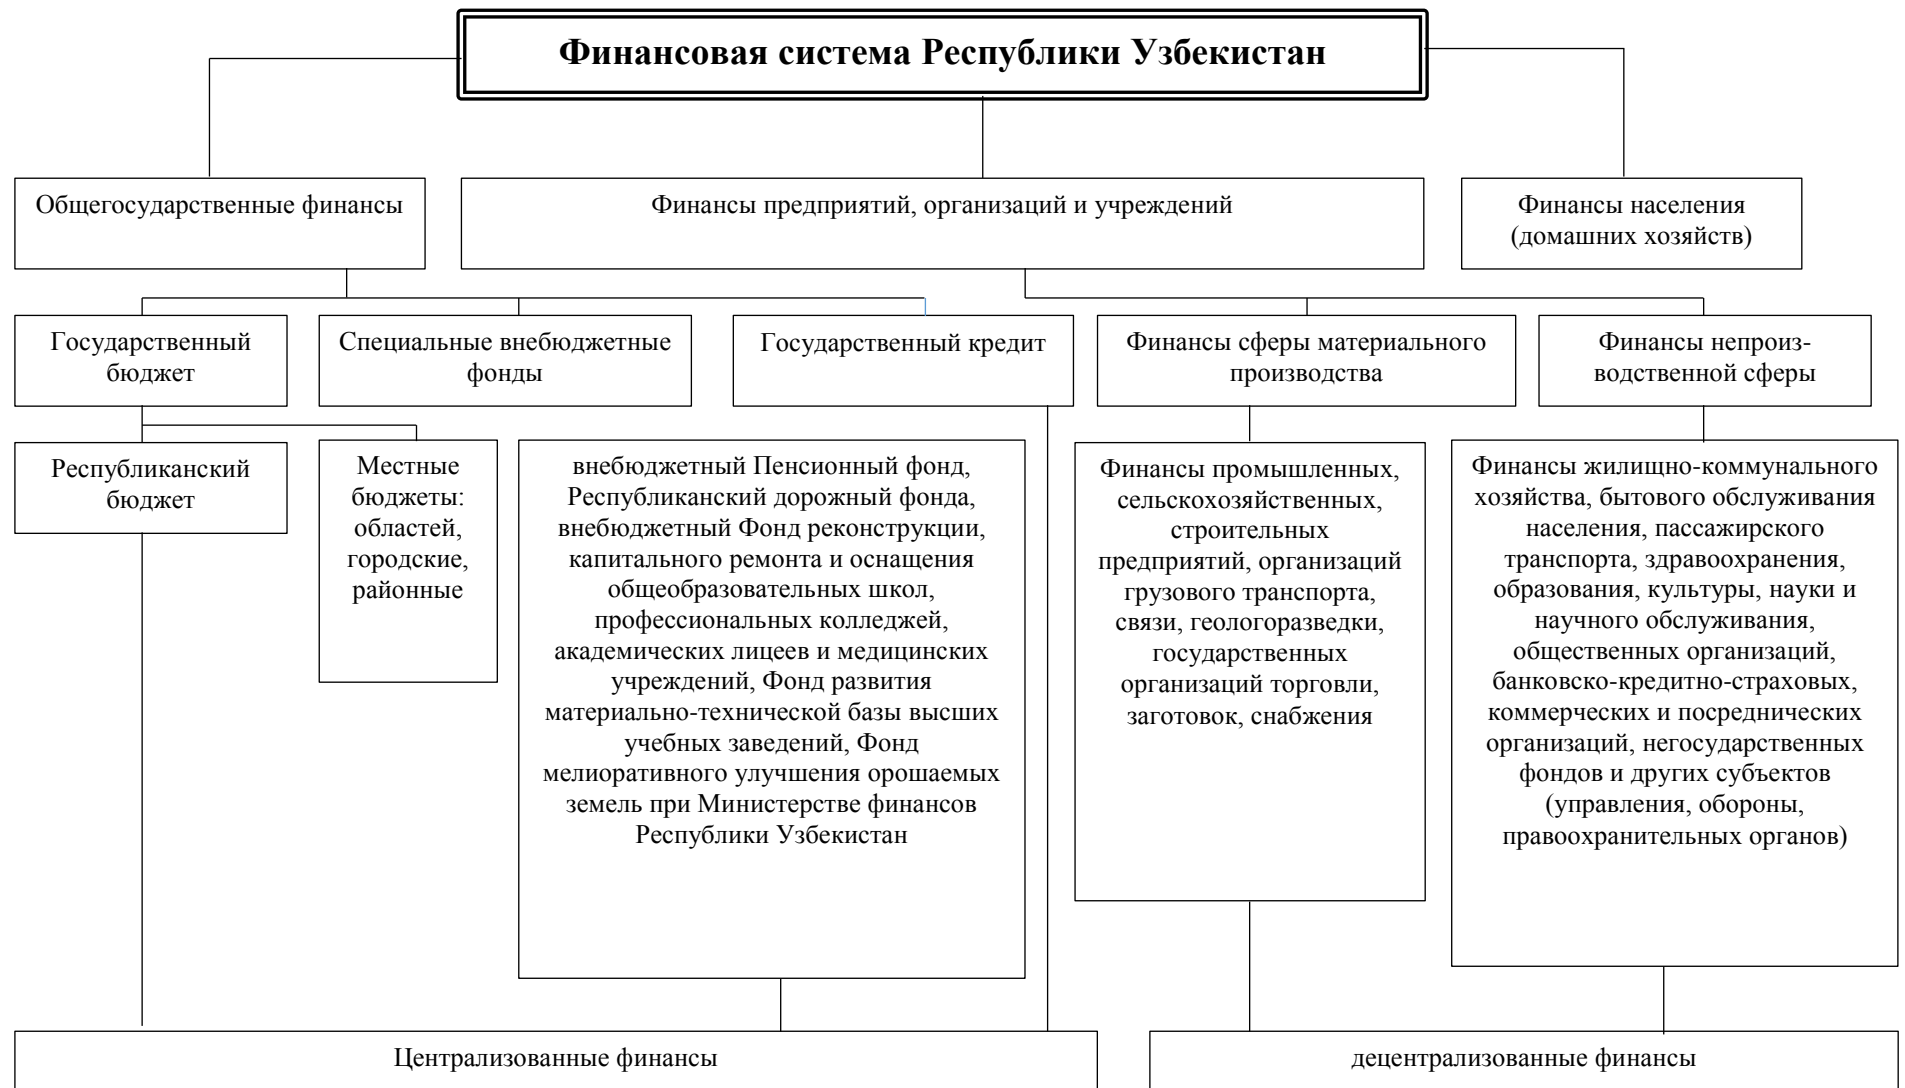 Финансовая система Республики Узбекистан
Общегосударственные финансы
Финансы предприятий, организаций и учреждений
Финансы населения
(домашних хозяйств)
Государственный
бюджет
Специальные внебюджетные
фонды
Государственный кредит
Финансы сферы материального
производства
Финансы непроиз-
водственной сферы
Республиканский
бюджет
Местные
бюджеты:
областей,
городские,
районные
внебюджетный Пенсионный фонд,
Республиканский дорожный фонда,
внебюджетный Фонд реконструкции,
капитального ремонта и оснащения
общеобразовательных школ,
профессиональных колледжей,
академических лицеев и медицинских
учреждений, Фонд развития
материально-технической базы высших
учебных заведений, Фонд
мелиоративного улучшения орошаемых
земель при Министерстве финансов
Республики Узбекистан
Финансы промышленных,
сельскохозяйственных,
строительных
предприятий, организаций
грузового транспорта,
связи, геологоразведки,
государственных
организаций торговли,
заготовок, снабжения
Финансы жилищно-коммунального
хозяйства, бытового обслуживания
населения, пассажирского
транспорта, здравоохранения,
образования, культуры, науки и
научного обслуживания,
общественных организаций,
банковско-кредитно-страховых,
коммерческих и посреднических
организаций, негосударственных
фондов и других субъектов
(управления, обороны,
правоохранительных органов)
Централизованные финансы
децентрализованные финансы